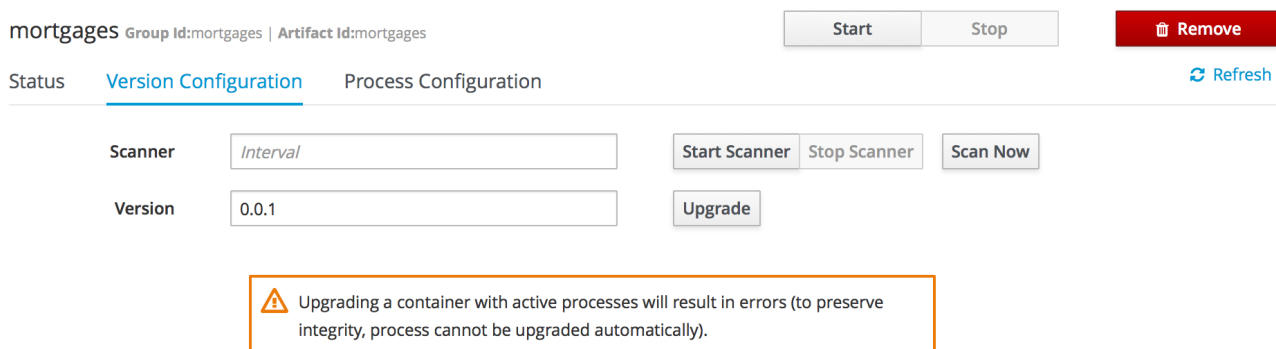 mortgages Group Id:mortgages | Artifact Id:mortgages Start Stop Remove
Status Version Configuration Process Configuration Refresh
Scanner Interval Start Scanner Stop Scanner Scan Now
Version 0.0.1 Upgrade
Upgrading a container with active processes will result in errors (to preserve
integrity, process cannot be upgraded automatically).